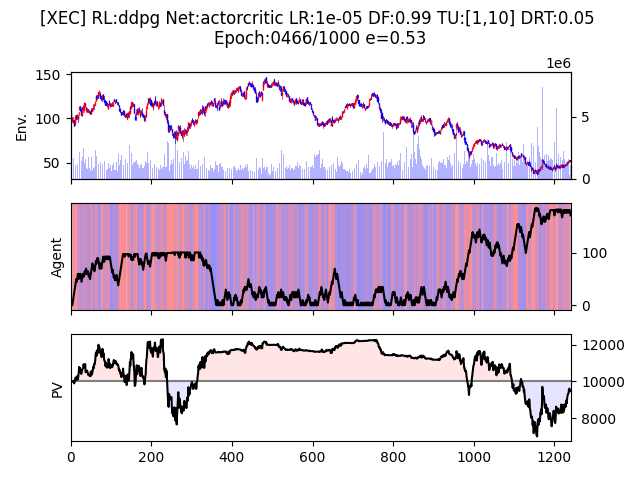 [XEC] RL:ddpg Net:actorcritic LR:1e-05 DF:0.99 TU:[1,10] DRT:0.05
Epoch:0466/1000 e=0.53
1e6
150
100
50
Env.
5
0
0
200
400
600
800
1000
1200
Agent
100
0
PV
12000
10000
8000